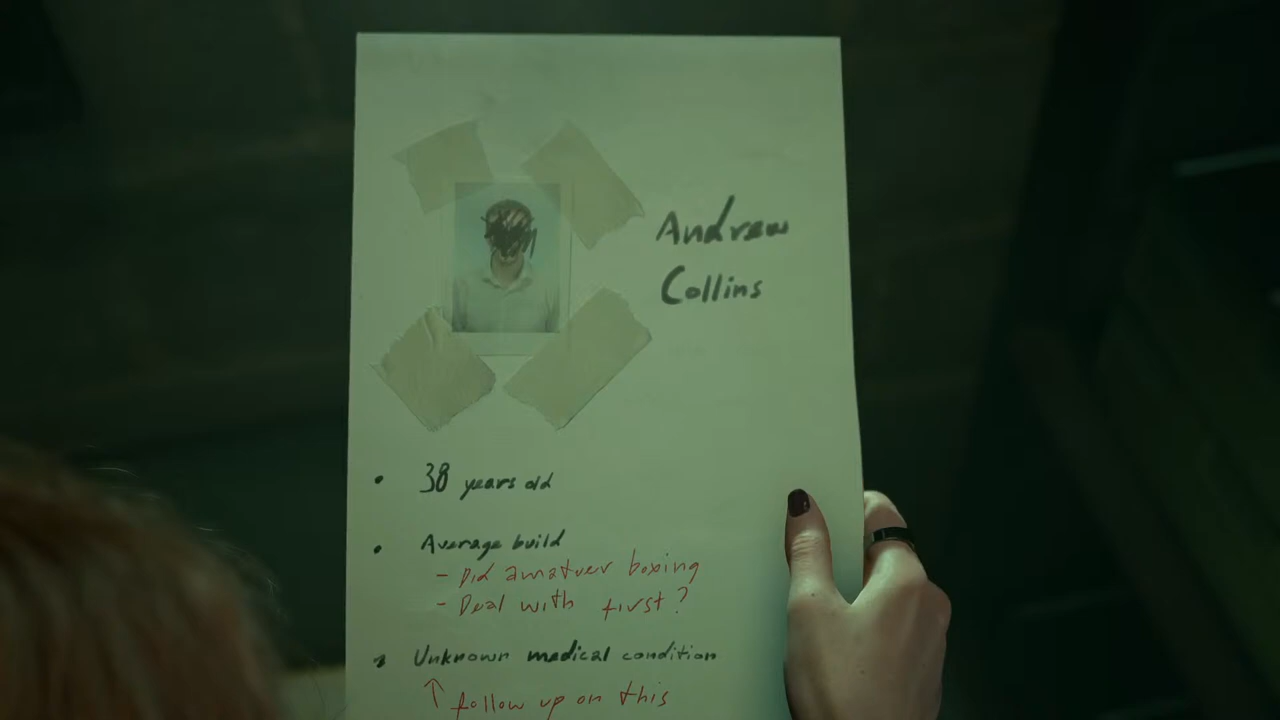 Andrew
Collins
• 38 years old
• Average build
- Did amatuer boxing
- Deal with first?
• Unknown medical condition
↑ follow up on this